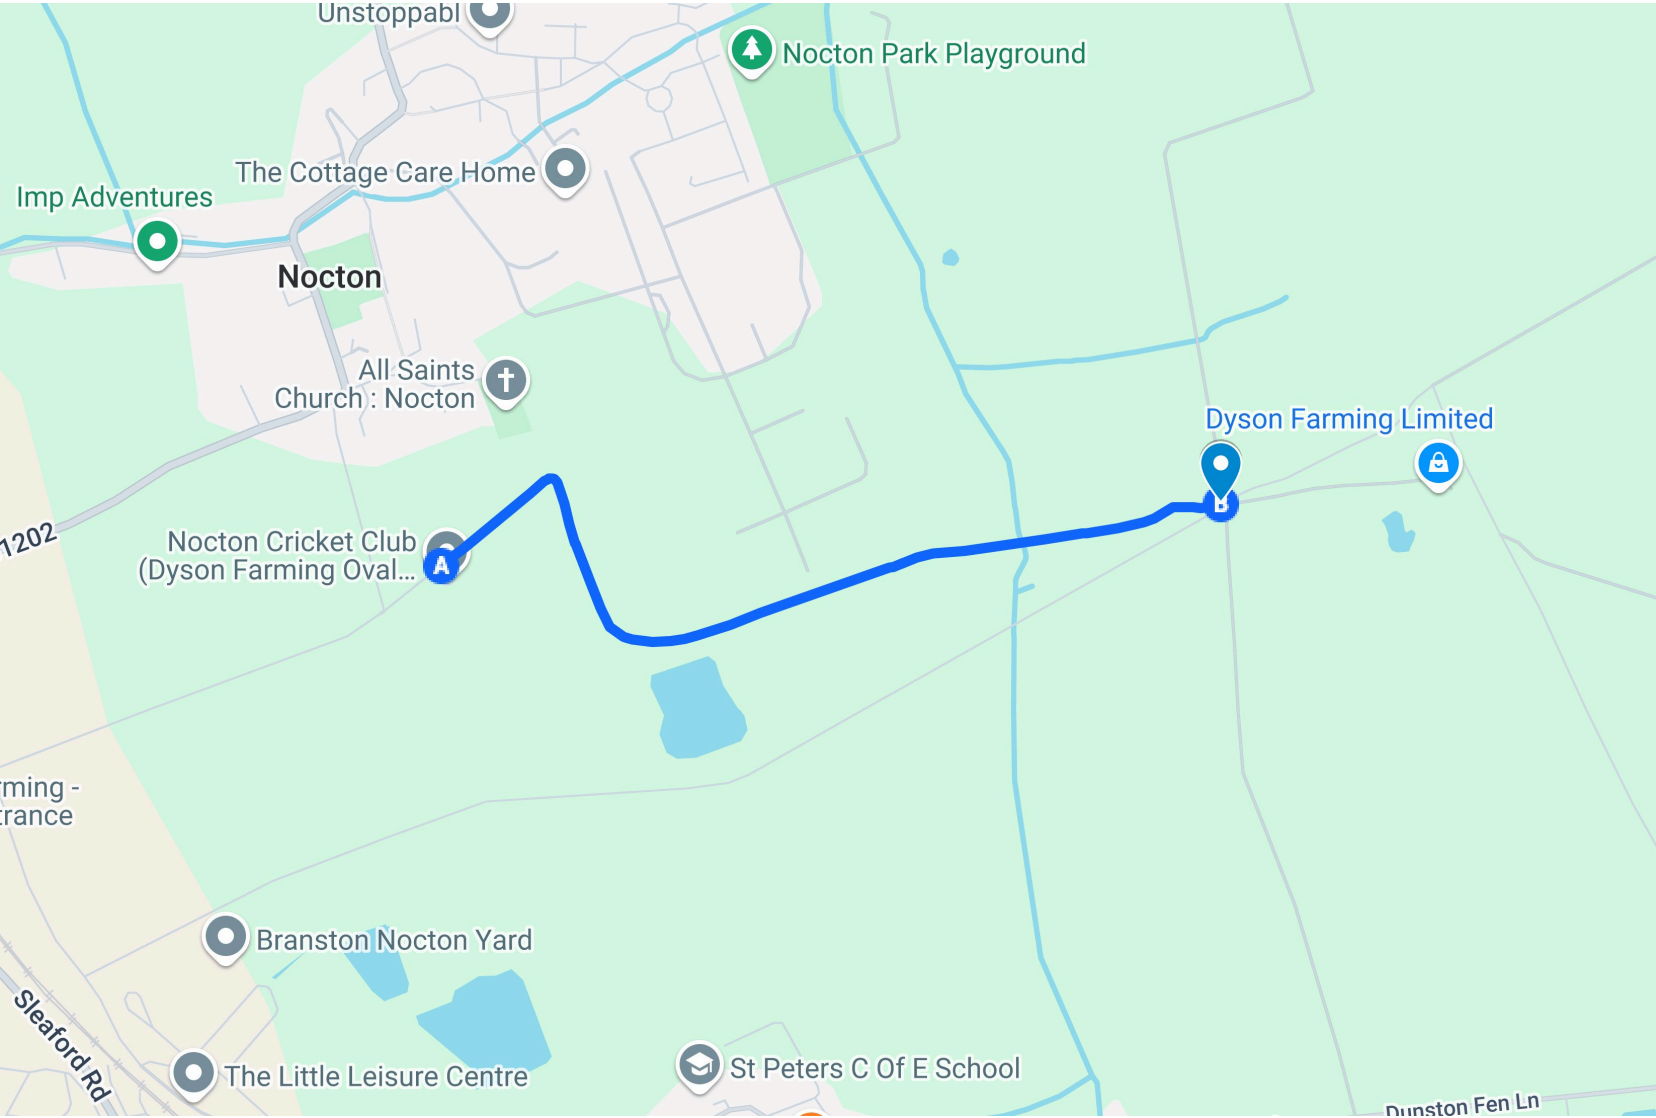 Unstoppabl
Nocton Park Playground
The Cottage Care Home
Imp Adventures
Nocton
All Saints
Church : Nocton
Dyson Farming Limited
1202
Nocton Cricket Club
(Dyson Farming Oval...
A
B
rming -
trance
Branston Nocton Yard
Sleaford Rd
The Little Leisure Centre
St Peters C Of E School
Dunston Fen Ln